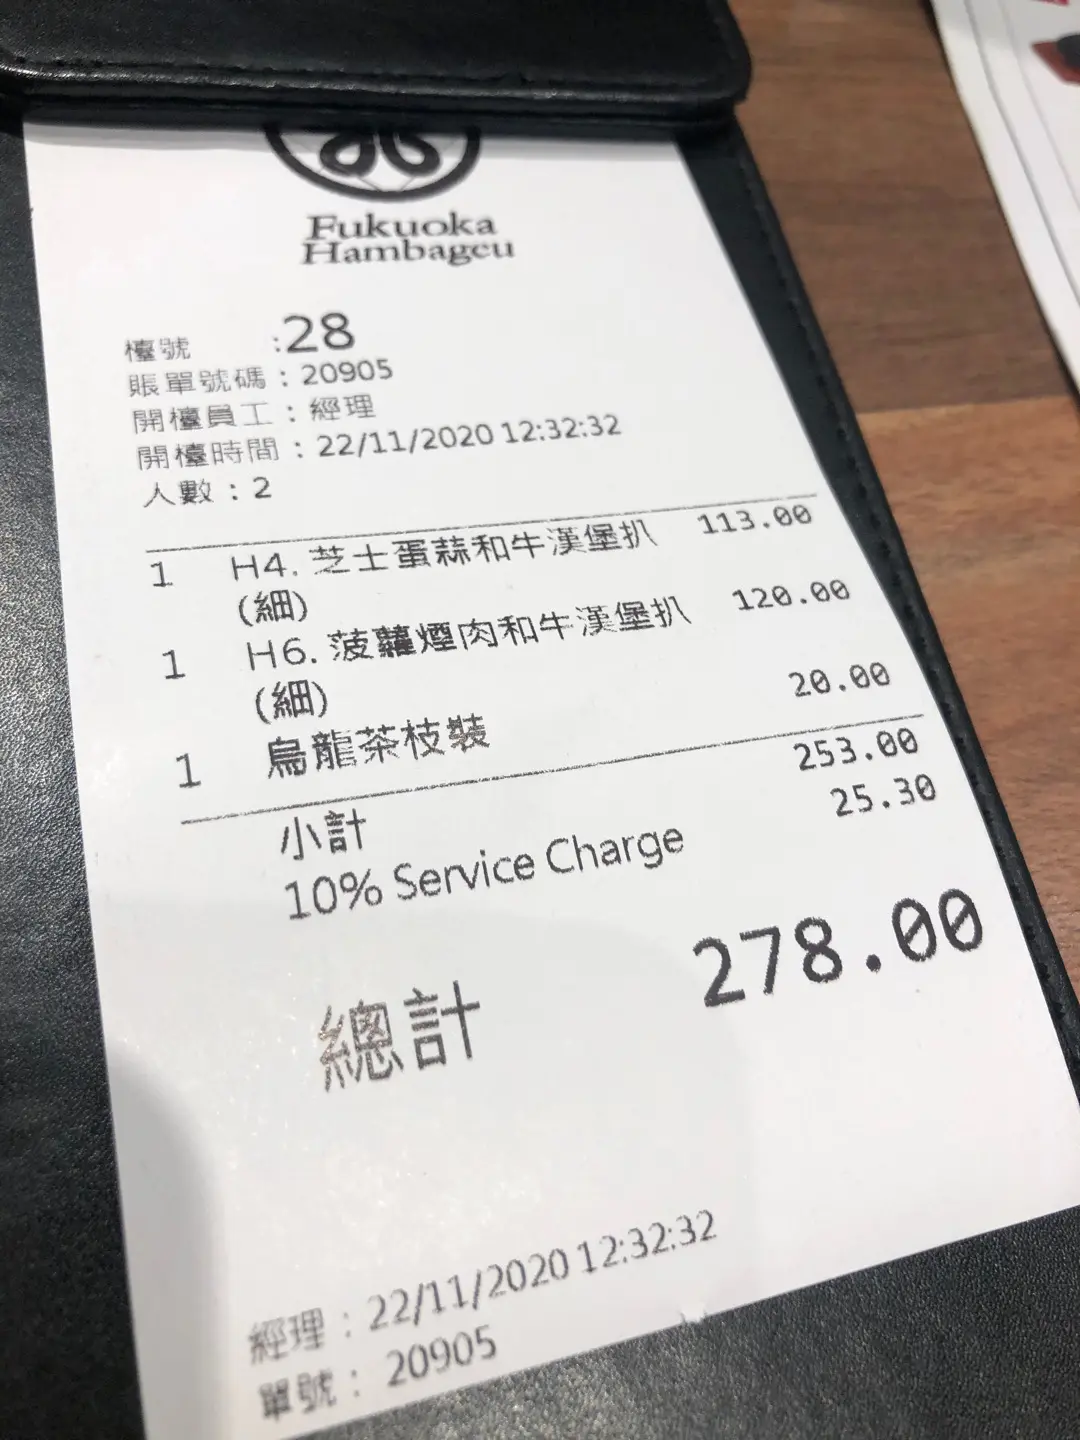 Fukuoka
Hambageu
檯號 :28
賬單號碼：20905
開檯員工：經理
開檯時間：22/11/2020 12:32:32
人數：2
1 H4. 芝士蛋蒜和牛漢堡扒 113.00
(細)
1 H6. 菠蘿煙肉和牛漢堡扒 120.00
(細)
1 烏龍茶枝裝 20.00
小計 253.00
10% Service Charge 25.30
總計 278.00
經理：22/11/2020 12:32:32
單號：20905